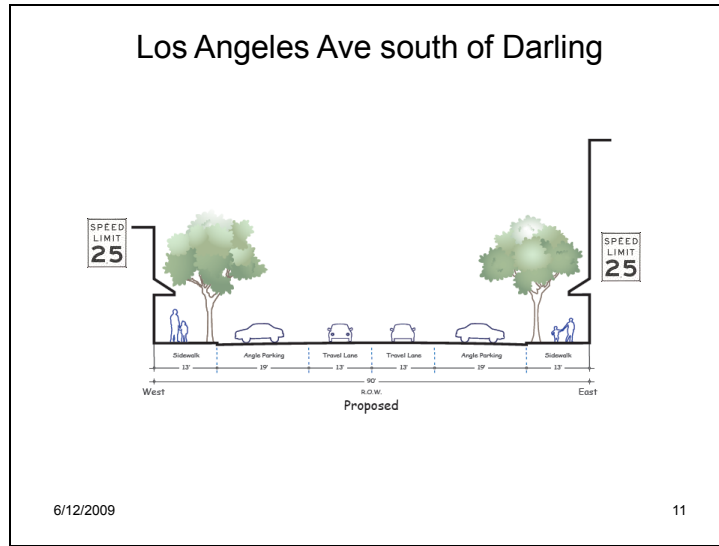 Los Angeles Ave south of Darling
SPEED
LIMIT
25
SPEED
LIMIT
25
Sidewalk Angle Parking Travel Lane Travel Lane Angle Parking Sidewalk
13' 19' 13' 13' 19' 13'
90'
West R.O.W. East
Proposed
6/12/2009 11